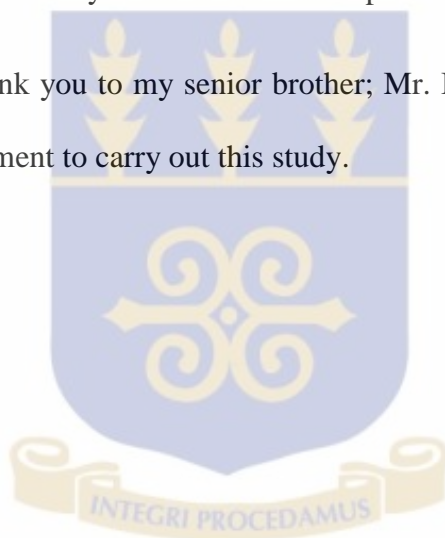 nk you to my senior brother; Mr.
ment to carry out this study.
INTEGRI PROCEDAMUS